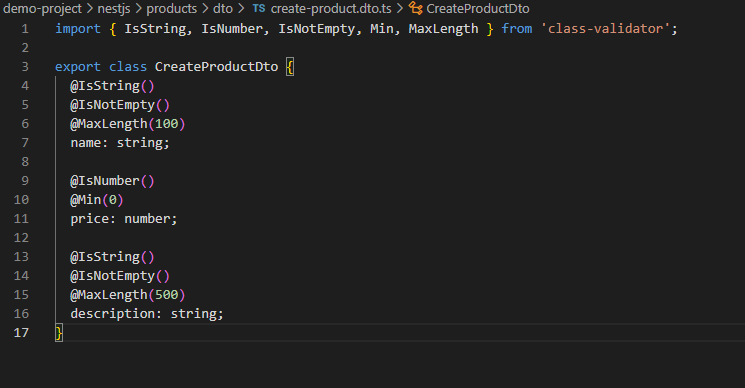 demo-project > nestjs > products > dto > TS create-product.dto.ts > CreateProductDto
1 import { IsString, IsNumber, IsNotEmpty, Min, MaxLength } from 'class-validator';
2
3 export class CreateProductDto {
4   @IsString()
5   @IsNotEmpty()
6   @MaxLength(100)
7   name: string;
8
9   @IsNumber()
10   @Min(0)
11   price: number;
12
13   @IsString()
14   @IsNotEmpty()
15   @MaxLength(500)
16   description: string;
17 }